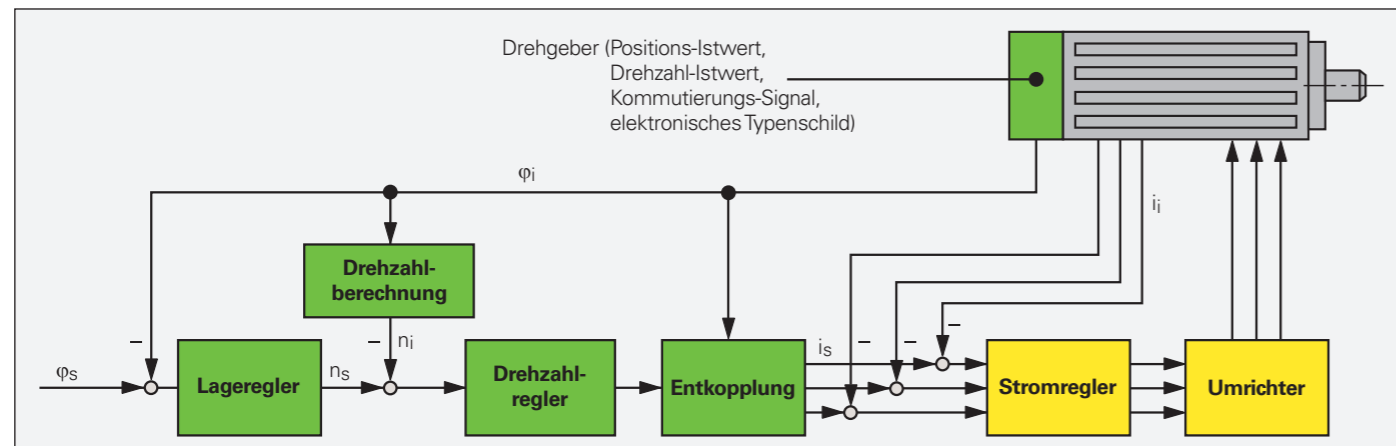 Drehgeber (Positions-Istwert,
Drehzahl-Istwert,
Kommutierungs-Signal,
elektronisches Typenschild)
φi
ii
Drehzahl-
berechnung
–
–
ni
is
–
–
–
φs
Lageregler
ns
Drehzahl-
regler
Entkopplung
Stromregler
Umrichter